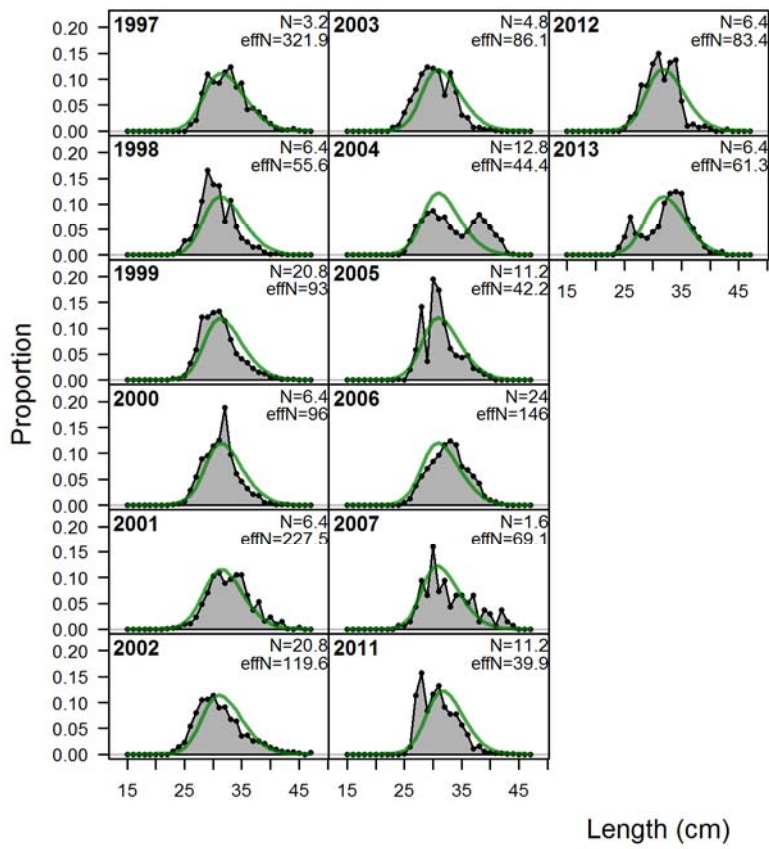 Proportion
0.20
0.15
0.10
0.05
0.00
1997
N=3.2
effN=321.9
2003
N=4.8
effN=86.1
2012
N=6.4
effN=83.4
0.20
0.15
0.10
0.05
0.00
1998
N=6.4
effN=55.6
2004
N=12.8
effN=44.4
2013
N=6.4
effN=61.3
15 25 35 45
0.20
0.15
0.10
0.05
0.00
1999
N=20.8
effN=93
2005
N=11.2
effN=42.2
0.20
0.15
0.10
0.05
0.00
2000
N=6.4
effN=96
2006
N=24
effN=146
0.20
0.15
0.10
0.05
0.00
2001
N=6.4
effN=227.5
2007
N=1.6
effN=69.1
0.20
0.15
0.10
0.05
0.00
2002
N=20.8
effN=119.6
2011
N=11.2
effN=39.9
15 25 35 45
15 25 35 45
Length (cm)